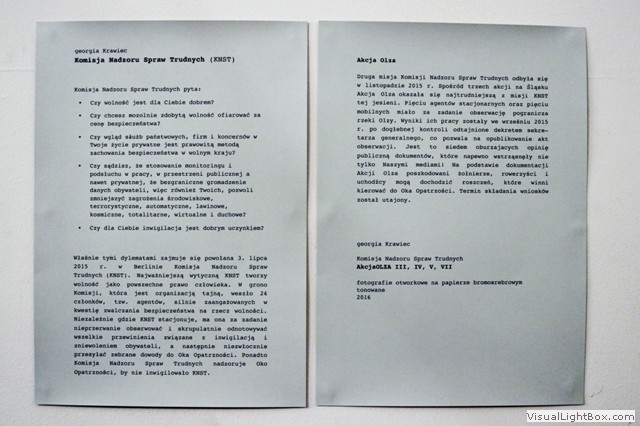 georgia Krawiec
Komisja Nadzoru Spraw Trudnych (KNST)
Komisja Nadzoru Spraw Trudnych pyta:
• Czy wolność jest dla Ciebie dobrem?
• Czy chcesz mozolnie zdobytą wolność ofiarować za
cenę bezpieczeństwa?
• Czy wgląd służb państwowych, firm i koncernów w
Twoje życie prywatne jest prawowitą metodą
zachowania bezpieczeństwa w wolnym kraju?
• Czy sądzisz, że stosowanie monitoringu i
podsłuchu w pracy, w przestrzeni publicznej a
nawet prywatnej, że bezgraniczne gromadzenie
danych obywateli, więc również Twoich, pozwoli
zmniejszyć zagrożenia środowiskowe,
terrorystyczne, automatyczne, lawinowe,
kosmiczne, totalitarne, wirtualne i duchowe?
• Czy dla Ciebie inwigilacja jest dobrym uczynkiem?
Właśnie tymi dylematami zajmuje się powołana 3. lipca
2015 r. w Berlinie Komisja Nadzoru Spraw
Trudnych (KNST). Najważniejszą wytyczną KNST tworzy
wolność jako powszechne prawo człowieka. W grono
Komisji, która jest organizacją tajną, weszło 24
członków, tzw. agentów, silnie zaangażowanych w
kwestię zwalczania bezpieczeństwa na rzecz wolności.
Niezależnie gdzie KNST stacjonuje, ma ona za zadanie
nieprzerwanie obserwować i skrupulatnie odnotowywać
wszelkie przewinienia związane z inwigilacją i
zniewoleniem obywateli, a następnie niezwłocznie
przesyłać zebrane dowody do Oka Opatrzności. Ponadto
Komisja Nadzoru Spraw Trudnych nadzoruje Oko
Opatrzności, by nie inwigilowało KNST.
Akcja Olza
Druga misja Komisji Nadzoru Spraw Trudnych odbyła się
w listopadzie 2015 r. Spośród trzech akcji na Śląsku
Akcja Olza okazała się najtrudniejszą z misji KNST
tej jesieni. Pięciu agentów stacjonarnych oraz pięciu
mobilnych miało za zadanie obserwację pogranicza
rzeki Olzy. Wyniki ich pracy zostały we wrześniu 2015
r. po dogłębnej kontroli odtajnione dekretem sekre-
tarza generalnego, co pozwala na opublikowanie akt
obserwacji. Jest to siedem oburzających opinię
publiczną dokumentów, które napewno wstrząsnęły nie
tylko Naszymi mediami! Na podstawie dokumentacji
Akcji Olza poszkodowani żołnierze, rowerzyści i
uchodźcy mogą dochodzić roszczeń, które winni
kierować do Oka Opatrzności. Termin składania wniosków
został utajony.
georgia Krawiec
Komisja Nadzoru Spraw Trudnych
AkcjaOLZA III, IV, V, VII
fotografie otworkowe na papierze bromosrebrowym
tonowane
2016
VisualLightBox.com